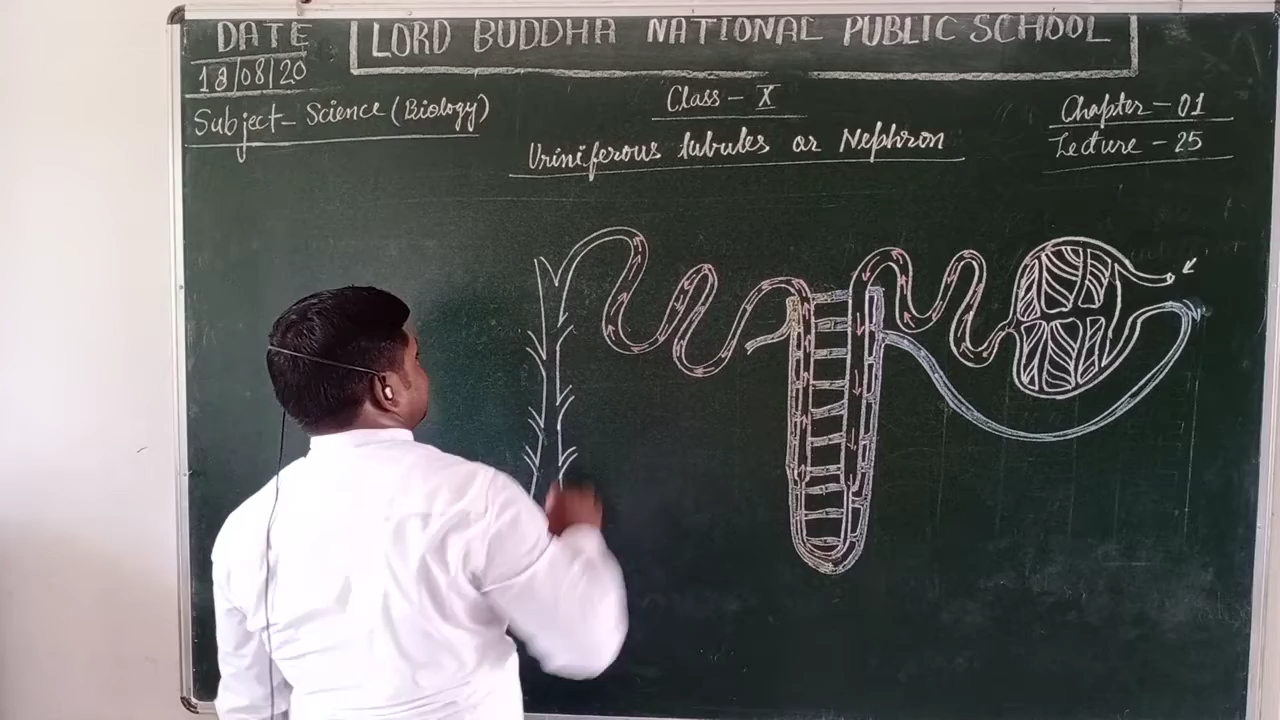 DATE
LORD BUDDHA NATIONAL PUBLIC SCHOOL
18/08/20
Subject - Science (Biology)
Class - X
Chapter - 01
Uriniferous tubules or Nephron
Lecture - 25